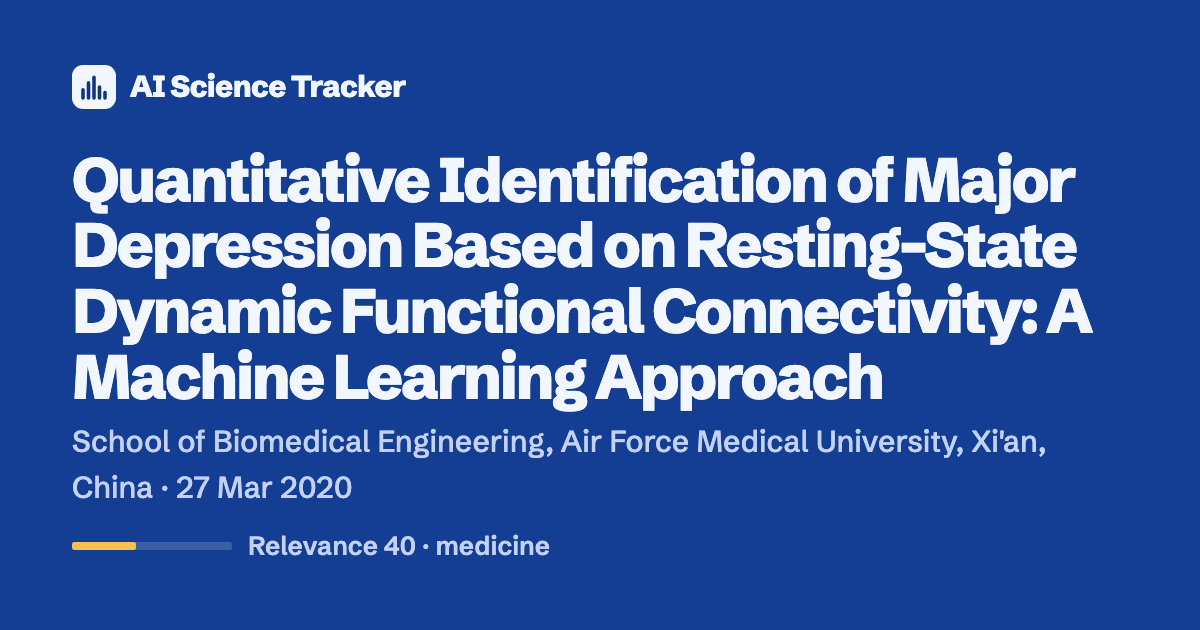 AI Science Tracker
Quantitative Identification of Major
Depression Based on Resting-State
Dynamic Functional Connectivity: A
Machine Learning Approach
School of Biomedical Engineering, Air Force Medical University, Xi'an,
China · 27 Mar 2020
Relevance 40 · medicine